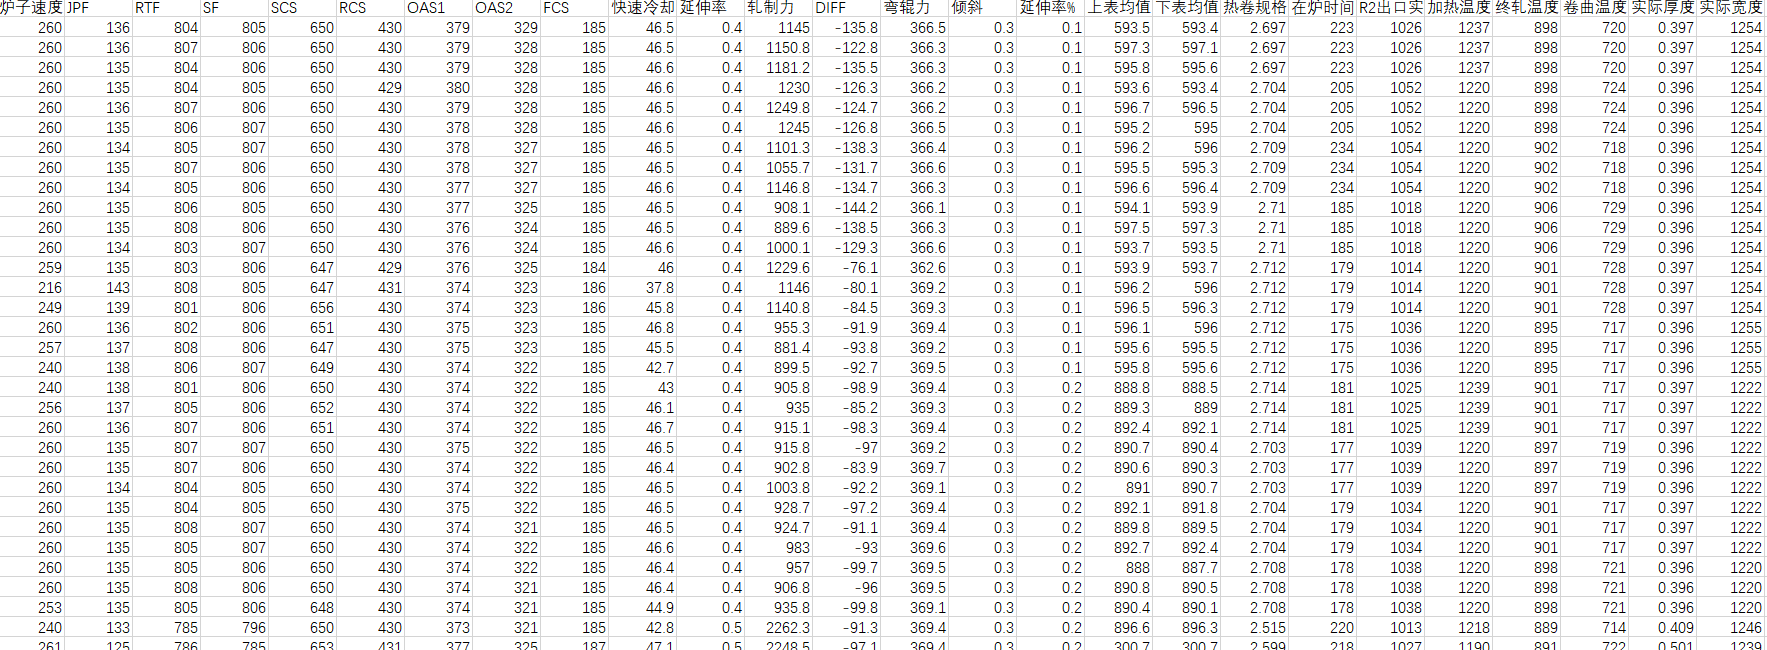 炉子速度 JPF RTF SF SCS RCS OAS1 OAS2 FCS 快速冷却 延伸率 轧制力 DIFF 弯辊力 倾斜 延伸率% 上表均值 下表均值 热卷规格 在炉时间 R2出口实 加热温度 终轧温度 卷曲温度 实际厚度 实际宽度
260 136 804 805 650 430 379 329 185 46.5 0.4 1145 -135.8 366.5 0.3 0.1 593.5 593.4 2.697 223 1026 1237 898 720 0.397 1254
260 136 807 806 650 430 379 328 185 46.5 0.4 1150.8 -122.8 366.3 0.3 0.1 597.3 597.1 2.697 223 1026 1237 898 720 0.397 1254
260 135 804 806 650 430 379 328 185 46.6 0.4 1181.2 -135.5 366.3 0.3 0.1 595.8 595.6 2.697 223 1026 1237 898 720 0.397 1254
260 135 804 805 650 429 380 328 185 46.6 0.4 1230 -126.3 366.2 0.3 0.1 593.6 593.4 2.704 205 1052 1220 898 724 0.396 1254
260 136 807 806 650 430 379 328 185 46.5 0.4 1249.8 -124.7 366.2 0.3 0.1 596.7 596.5 2.704 205 1052 1220 898 724 0.396 1254
260 135 806 807 650 430 378 328 185 46.6 0.4 1245 -126.8 366.5 0.3 0.1 595.2 595 2.704 205 1052 1220 898 724 0.396 1254
260 134 805 807 650 430 378 327 185 46.5 0.4 1101.3 -138.3 366.4 0.3 0.1 596.2 596 2.709 234 1054 1220 902 718 0.396 1254
260 135 807 806 650 430 378 327 185 46.5 0.4 1055.7 -131.7 366.6 0.3 0.1 595.5 595.3 2.709 234 1054 1220 902 718 0.396 1254
260 134 805 806 650 430 377 327 185 46.6 0.4 1146.8 -134.7 366.3 0.3 0.1 596.6 596.4 2.709 234 1054 1220 902 718 0.396 1254
260 135 806 805 650 430 377 325 185 46.5 0.4 908.1 -144.2 366.1 0.3 0.1 594.1 593.9 2.71 185 1018 1220 906 729 0.396 1254
260 135 808 806 650 430 376 324 185 46.5 0.4 889.6 -138.5 366.3 0.3 0.1 597.5 597.3 2.71 185 1018 1220 906 729 0.396 1254
260 134 803 807 650 430 376 324 185 46.6 0.4 1000.1 -129.3 366.6 0.3 0.1 593.7 593.5 2.71 185 1018 1220 906 729 0.396 1254
259 135 803 806 647 429 376 325 184 46 0.4 1229.6 -76.1 362.6 0.3 0.1 593.9 593.7 2.712 179 1014 1220 901 728 0.397 1254
216 143 808 805 647 431 374 323 186 37.8 0.4 1146 -80.1 369.2 0.3 0.1 596.2 596 2.712 179 1014 1220 901 728 0.397 1254
249 139 801 806 656 430 374 323 186 45.8 0.4 1140.8 -84.5 369.3 0.3 0.1 596.5 596.3 2.712 179 1014 1220 901 728 0.397 1254
260 136 802 806 651 430 375 323 185 46.8 0.4 955.3 -91.9 369.4 0.3 0.1 596.1 596 2.712 175 1036 1220 895 717 0.396 1255
257 137 808 806 647 430 375 323 185 45.5 0.4 881.4 -93.8 369.2 0.3 0.1 595.6 595.5 2.712 175 1036 1220 895 717 0.396 1255
240 138 806 807 649 430 374 322 185 42.7 0.4 899.5 -92.7 369.5 0.3 0.1 595.8 595.6 2.712 175 1036 1220 895 717 0.396 1255
240 138 801 806 650 430 374 322 185 43 0.4 905.8 -98.9 369.4 0.3 0.2 888.8 888.5 2.714 181 1025 1239 901 717 0.397 1222
256 137 805 806 652 430 374 322 185 46.1 0.4 935 -85.2 369.3 0.3 0.2 889.3 889 2.714 181 1025 1239 901 717 0.397 1222
260 136 807 806 651 430 374 322 185 46.7 0.4 915.1 -98.3 369.4 0.3 0.2 892.4 892.1 2.714 181 1025 1239 901 717 0.397 1222
260 135 807 807 650 430 375 322 185 46.5 0.4 915.8 -97 369.2 0.3 0.2 890.7 890.4 2.703 177 1039 1220 897 719 0.396 1222
260 135 807 806 650 430 374 322 185 46.4 0.4 902.8 -83.9 369.7 0.3 0.2 890.6 890.3 2.703 177 1039 1220 897 719 0.396 1222
260 134 804 805 650 430 374 322 185 46.5 0.4 1003.8 -92.2 369.1 0.3 0.2 891 890.7 2.703 177 1039 1220 897 719 0.396 1222
260 135 804 805 650 430 375 322 185 46.5 0.4 928.7 -97.2 369.4 0.3 0.2 892.1 891.8 2.704 179 1034 1220 901 717 0.397 1222
260 135 808 807 650 430 374 321 185 46.5 0.4 924.7 -91.1 369.4 0.3 0.2 889.8 889.5 2.704 179 1034 1220 901 717 0.397 1222
260 135 805 807 650 430 374 322 185 46.6 0.4 983 -93 369.6 0.3 0.2 892.7 892.4 2.704 179 1034 1220 901 717 0.397 1222
260 135 805 806 650 430 374 322 185 46.4 0.4 957 -99.7 369.5 0.3 0.2 888 887.7 2.708 178 1038 1220 898 721 0.396 1220
260 135 808 806 650 430 374 321 185 46.4 0.4 906.8 -96 369.5 0.3 0.2 890.8 890.5 2.708 178 1038 1220 898 721 0.396 1220
253 135 805 806 648 430 374 321 185 44.9 0.4 935.8 -99.8 369.1 0.3 0.2 890.4 890.1 2.708 178 1038 1220 898 721 0.396 1220
240 133 785 796 650 430 373 321 185 42.8 0.5 2262.3 -91.3 369.4 0.3 0.2 896.6 896.3 2.515 220 1013 1218 889 714 0.409 1246
261 125 786 785 653 431 377 325 187 47.1 0.5 2248.5 -97.1 369.4 0.3 0.2 300.7 300.7 2.599 218 1027 1190 891 722 0.501 1239